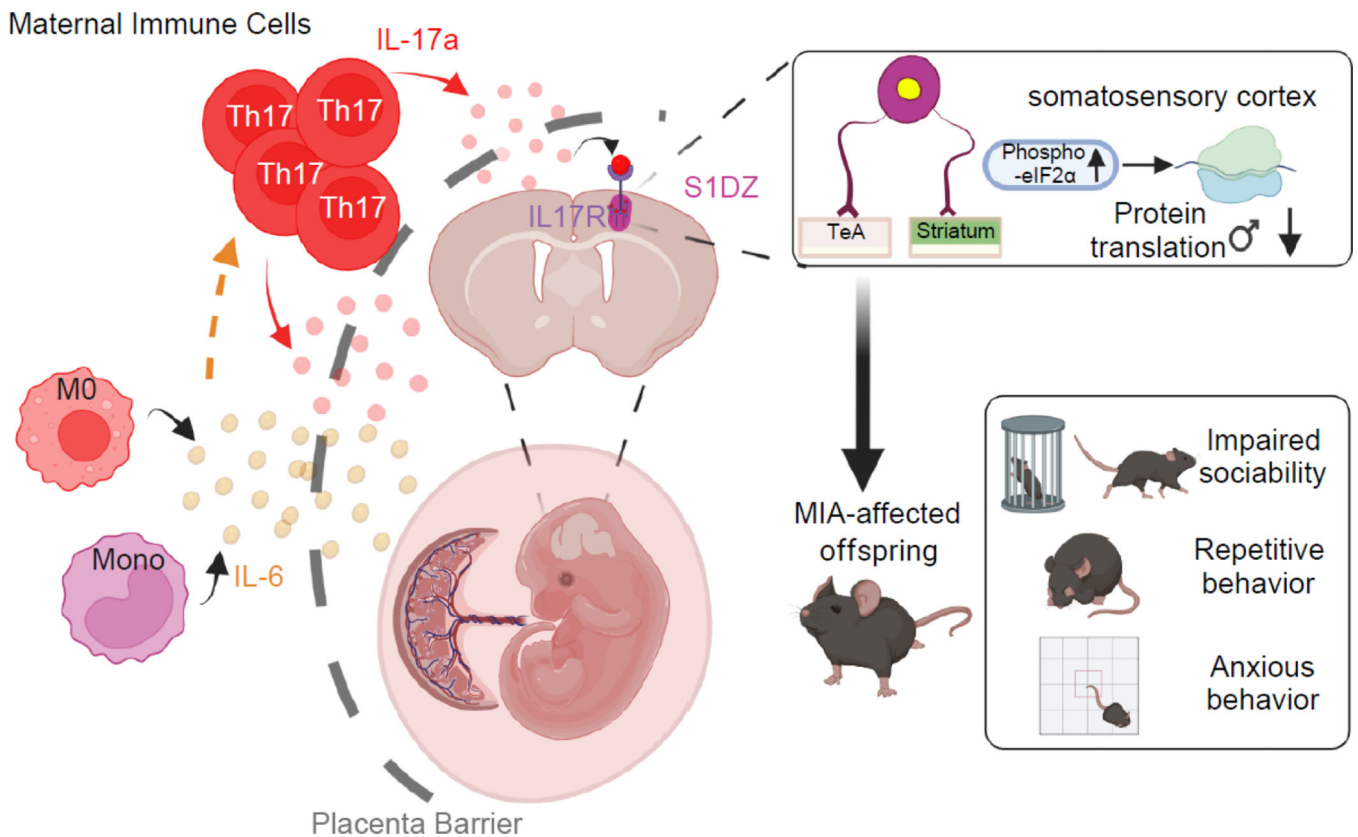 Maternal Immune Cells
IL-17a
Th17
Th17
Th17
Th17
IL17R
S1DZ
M0
Mono
IL-6
Placenta Barrier
somatosensory cortex
Phospho
-eIF2α
TeA
Striatum
Protein
translation ♂
MIA-affected
offspring
Impaired
sociability
Repetitive
behavior
Anxious
behavior